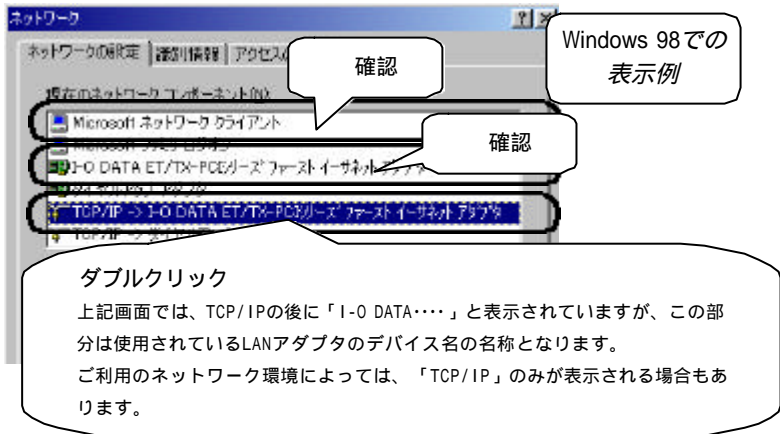 ネットワーク
ネットワークの設定 識別情報
確認
Windows 98での
表示例
現在のネットワーク コンポーネント(N)
Microsoft ネットワーク クライアント
確認
I-O DATA ET/TX-PCIシリーズ ファースト イーサネット アダプタ
TCP/IP -> I-O DATA ET/TX-PCIシリーズ ファースト イーサネット アダプタ
ダブルクリック
上記画面では、TCP/IPの後に「I-O DATA････」と表示されていますが、この部
分は使用されているLANアダプタのデバイス名の名称となります。
ご利用のネットワーク環境によっては、「TCP/IP」のみが表示される場合もあ
ります。